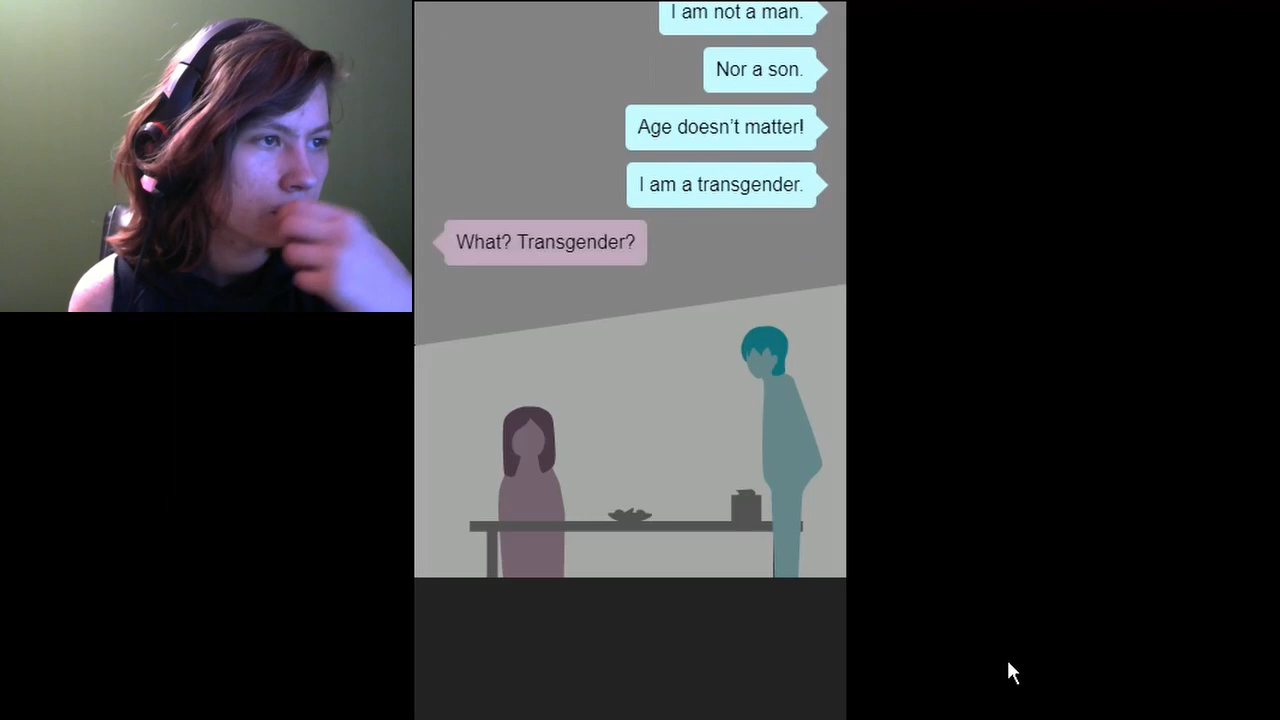 I am not a man.
Nor a son.
Age doesn't matter!
I am a transgender.
What? Transgender?